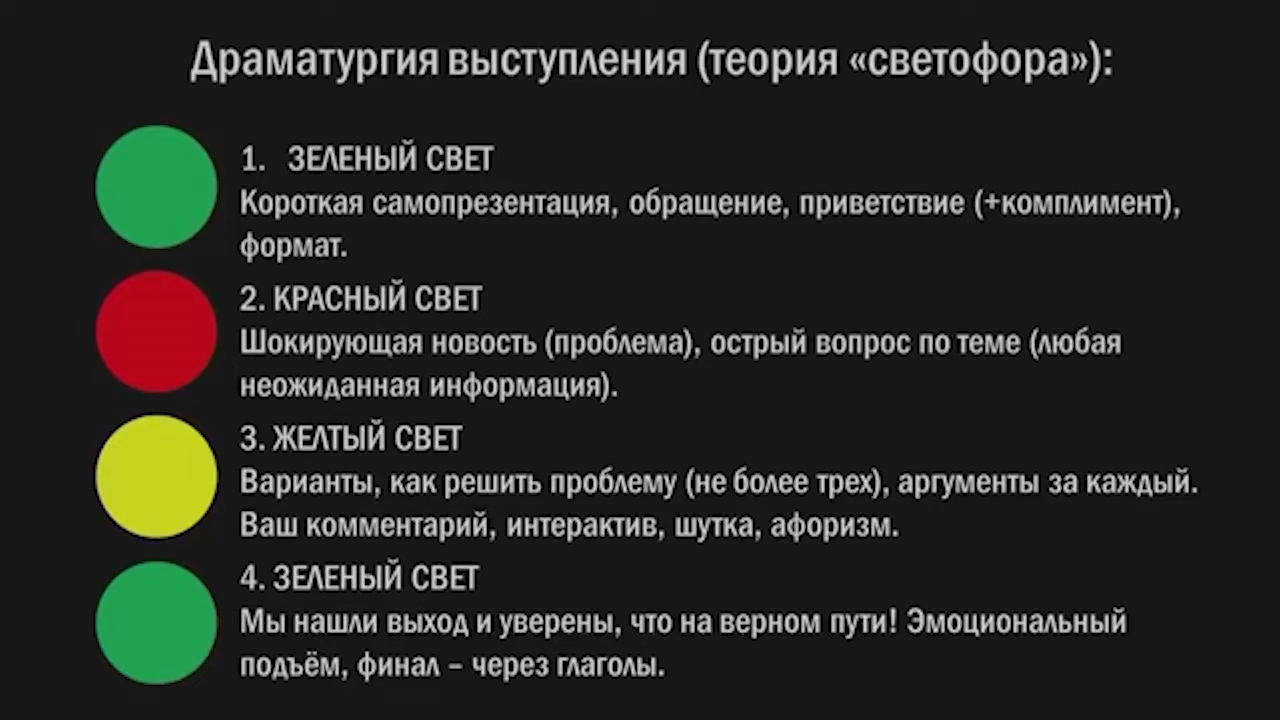 Драматургия выступления (теория «светофора»):
1. ЗЕЛЕНЫЙ СВЕТ
Короткая самопрезентация, обращение, приветствие (+комплимент),
формат.
2. КРАСНЫЙ СВЕТ
Шокирующая новость (проблема), острый вопрос по теме (любая
неожиданная информация).
3. ЖЕЛТЫЙ СВЕТ
Варианты, как решить проблему (не более трех), аргументы за каждый.
Ваш комментарий, интерактив, шутка, афоризм.
4. ЗЕЛЕНЫЙ СВЕТ
Мы нашли выход и уверены, что на верном пути! Эмоциональный
подъём, финал – через глаголы.